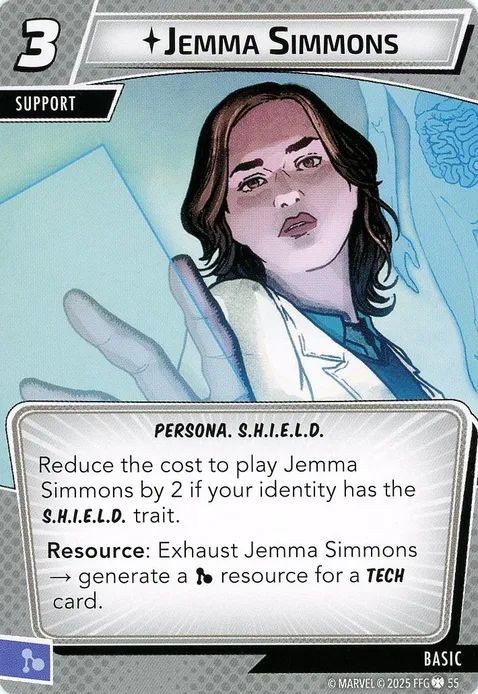 3
JEMMA SIMMONS
SUPPORT
PERSONA. S.H.I.E.L.D.
Reduce the cost to play Jemma
Simmons by 2 if your identity has the
S.H.I.E.L.D. trait.
Resource: Exhaust Jemma Simmons
→ generate a resource for a TECH
card.
BASIC
© MARVEL © 2025 FFG 55